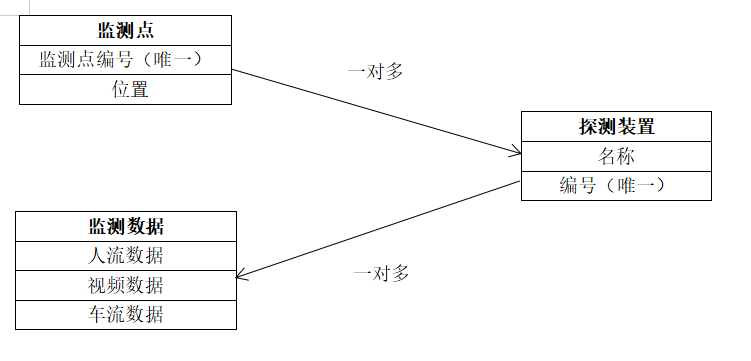 监测点
监测点编号（唯一）
位置
一对多
探测装置
名称
编号（唯一）
监测数据
人流数据
视频数据
车流数据
一对多